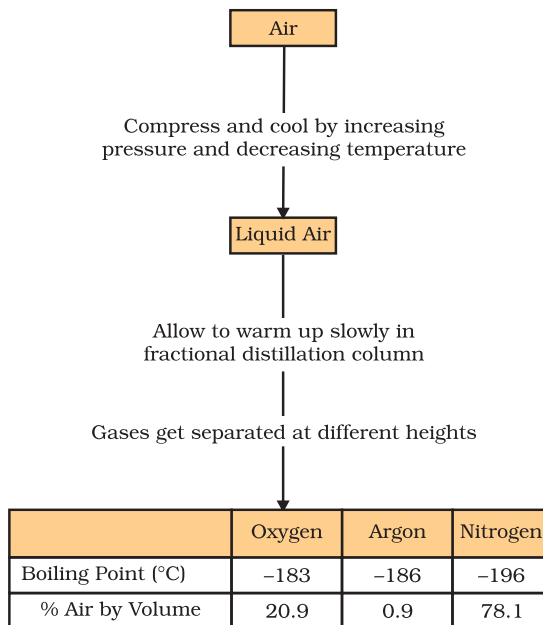 Air
Compress and cool by increasing
pressure and decreasing temperature
Liquid Air
Allow to warm up slowly in
fractional distillation column
Gases get separated at different heights
Oxygen Argon Nitrogen
Boiling Point (°C) –183 –186 –196
% Air by Volume 20.9 0.9 78.1